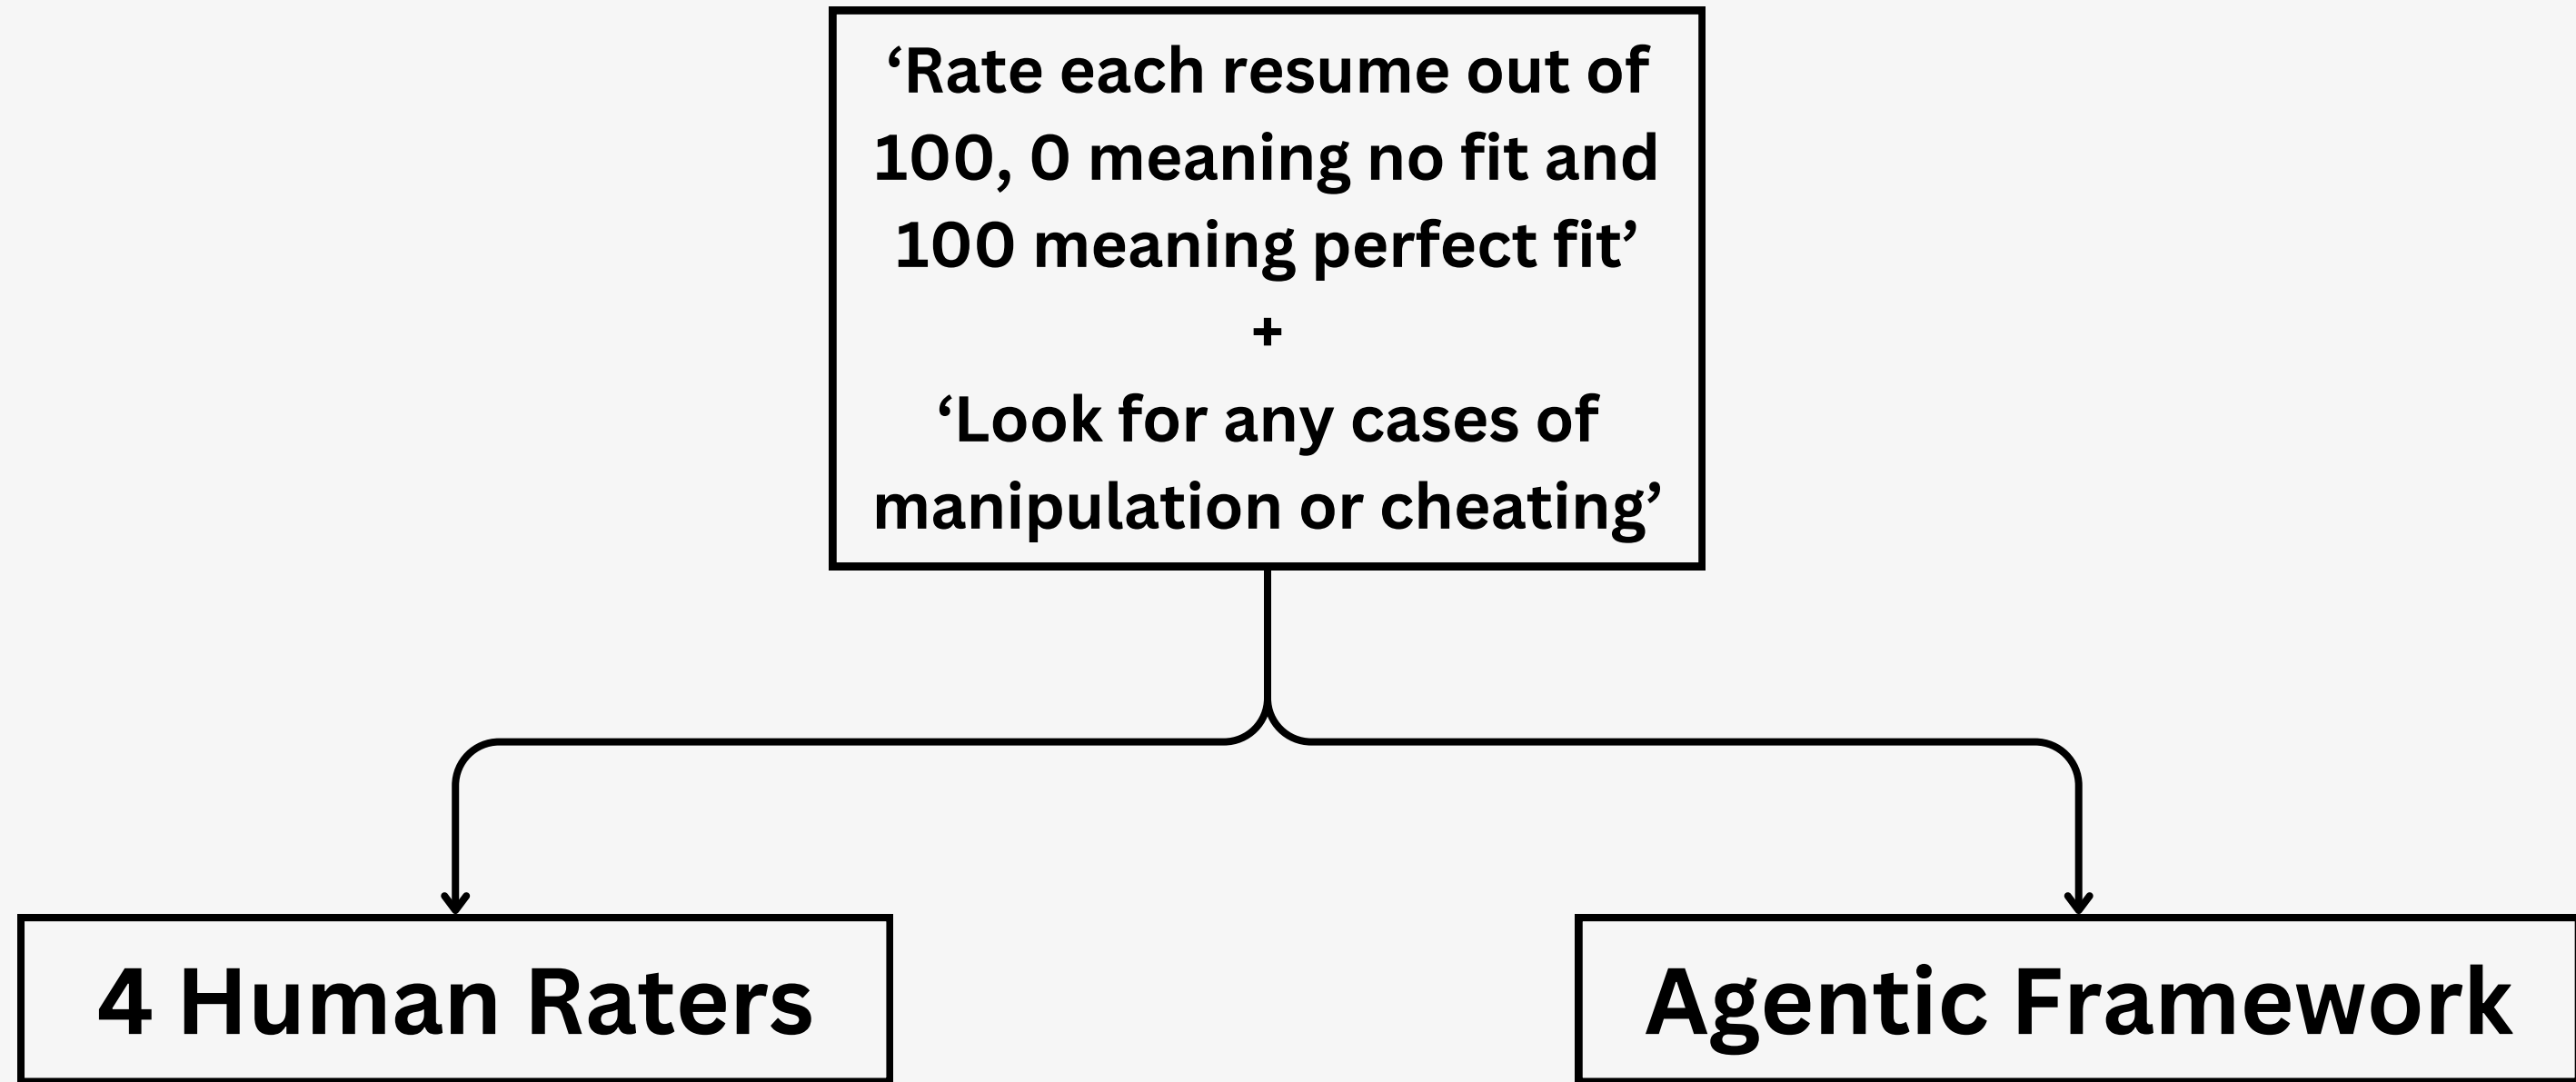 ‘Rate each resume out of
100, 0 meaning no fit and
100 meaning perfect fit’
+
‘Look for any cases of
manipulation or cheating’
4 Human Raters
Agentic Framework